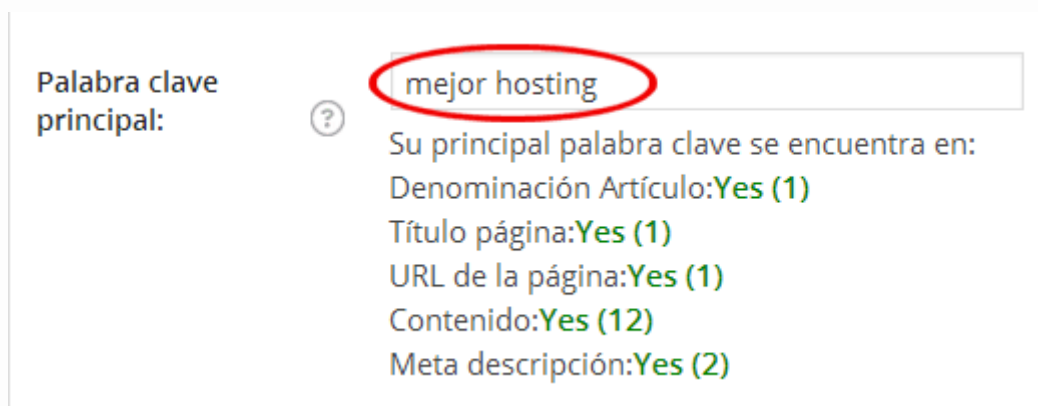 Palabra clave
principal:
?
mejor hosting
Su principal palabra clave se encuentra en:
Denominación Artículo:Yes (1)
Título página:Yes (1)
URL de la página:Yes (1)
Contenido:Yes (12)
Meta descripción:Yes (2)